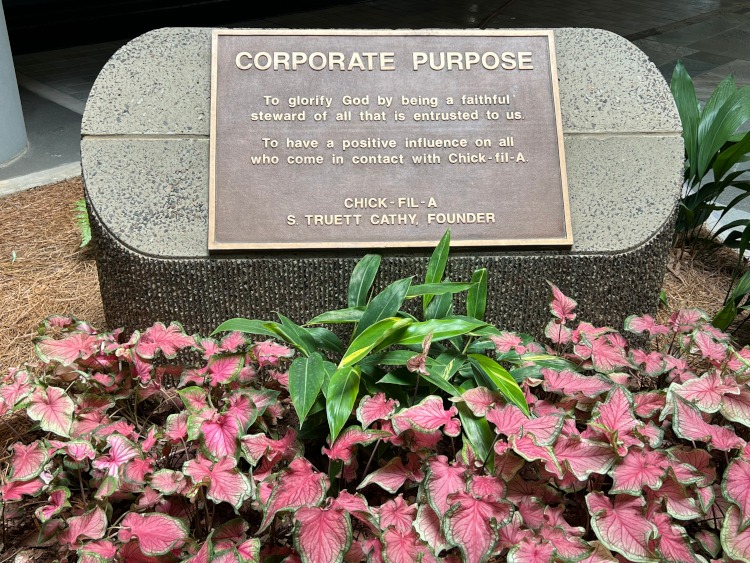 CORPORATE PURPOSE
To glorify God by being a faithful
steward of all that is entrusted to us.
To have a positive influence on all
who come in contact with Chick-fil-A.
CHICK-FIL-A
S. TRUETT CATHY, FOUNDER